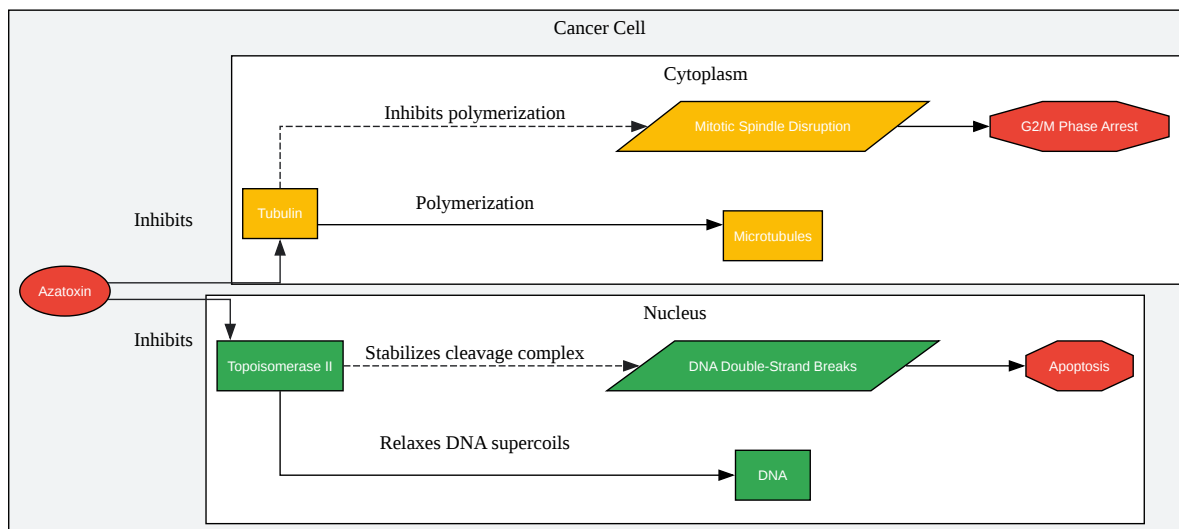 Cancer Cell
Cytoplasm
Inhibits polymerization
Mitotic Spindle Disruption
G2/M Phase Arrest
Inhibits
Tubulin
Polymerization
Microtubules
Azatoxin
Nucleus
Inhibits
Topoisomerase II
Stabilizes cleavage complex
DNA Double-Strand Breaks
Apoptosis
Relaxes DNA supercoils
DNA